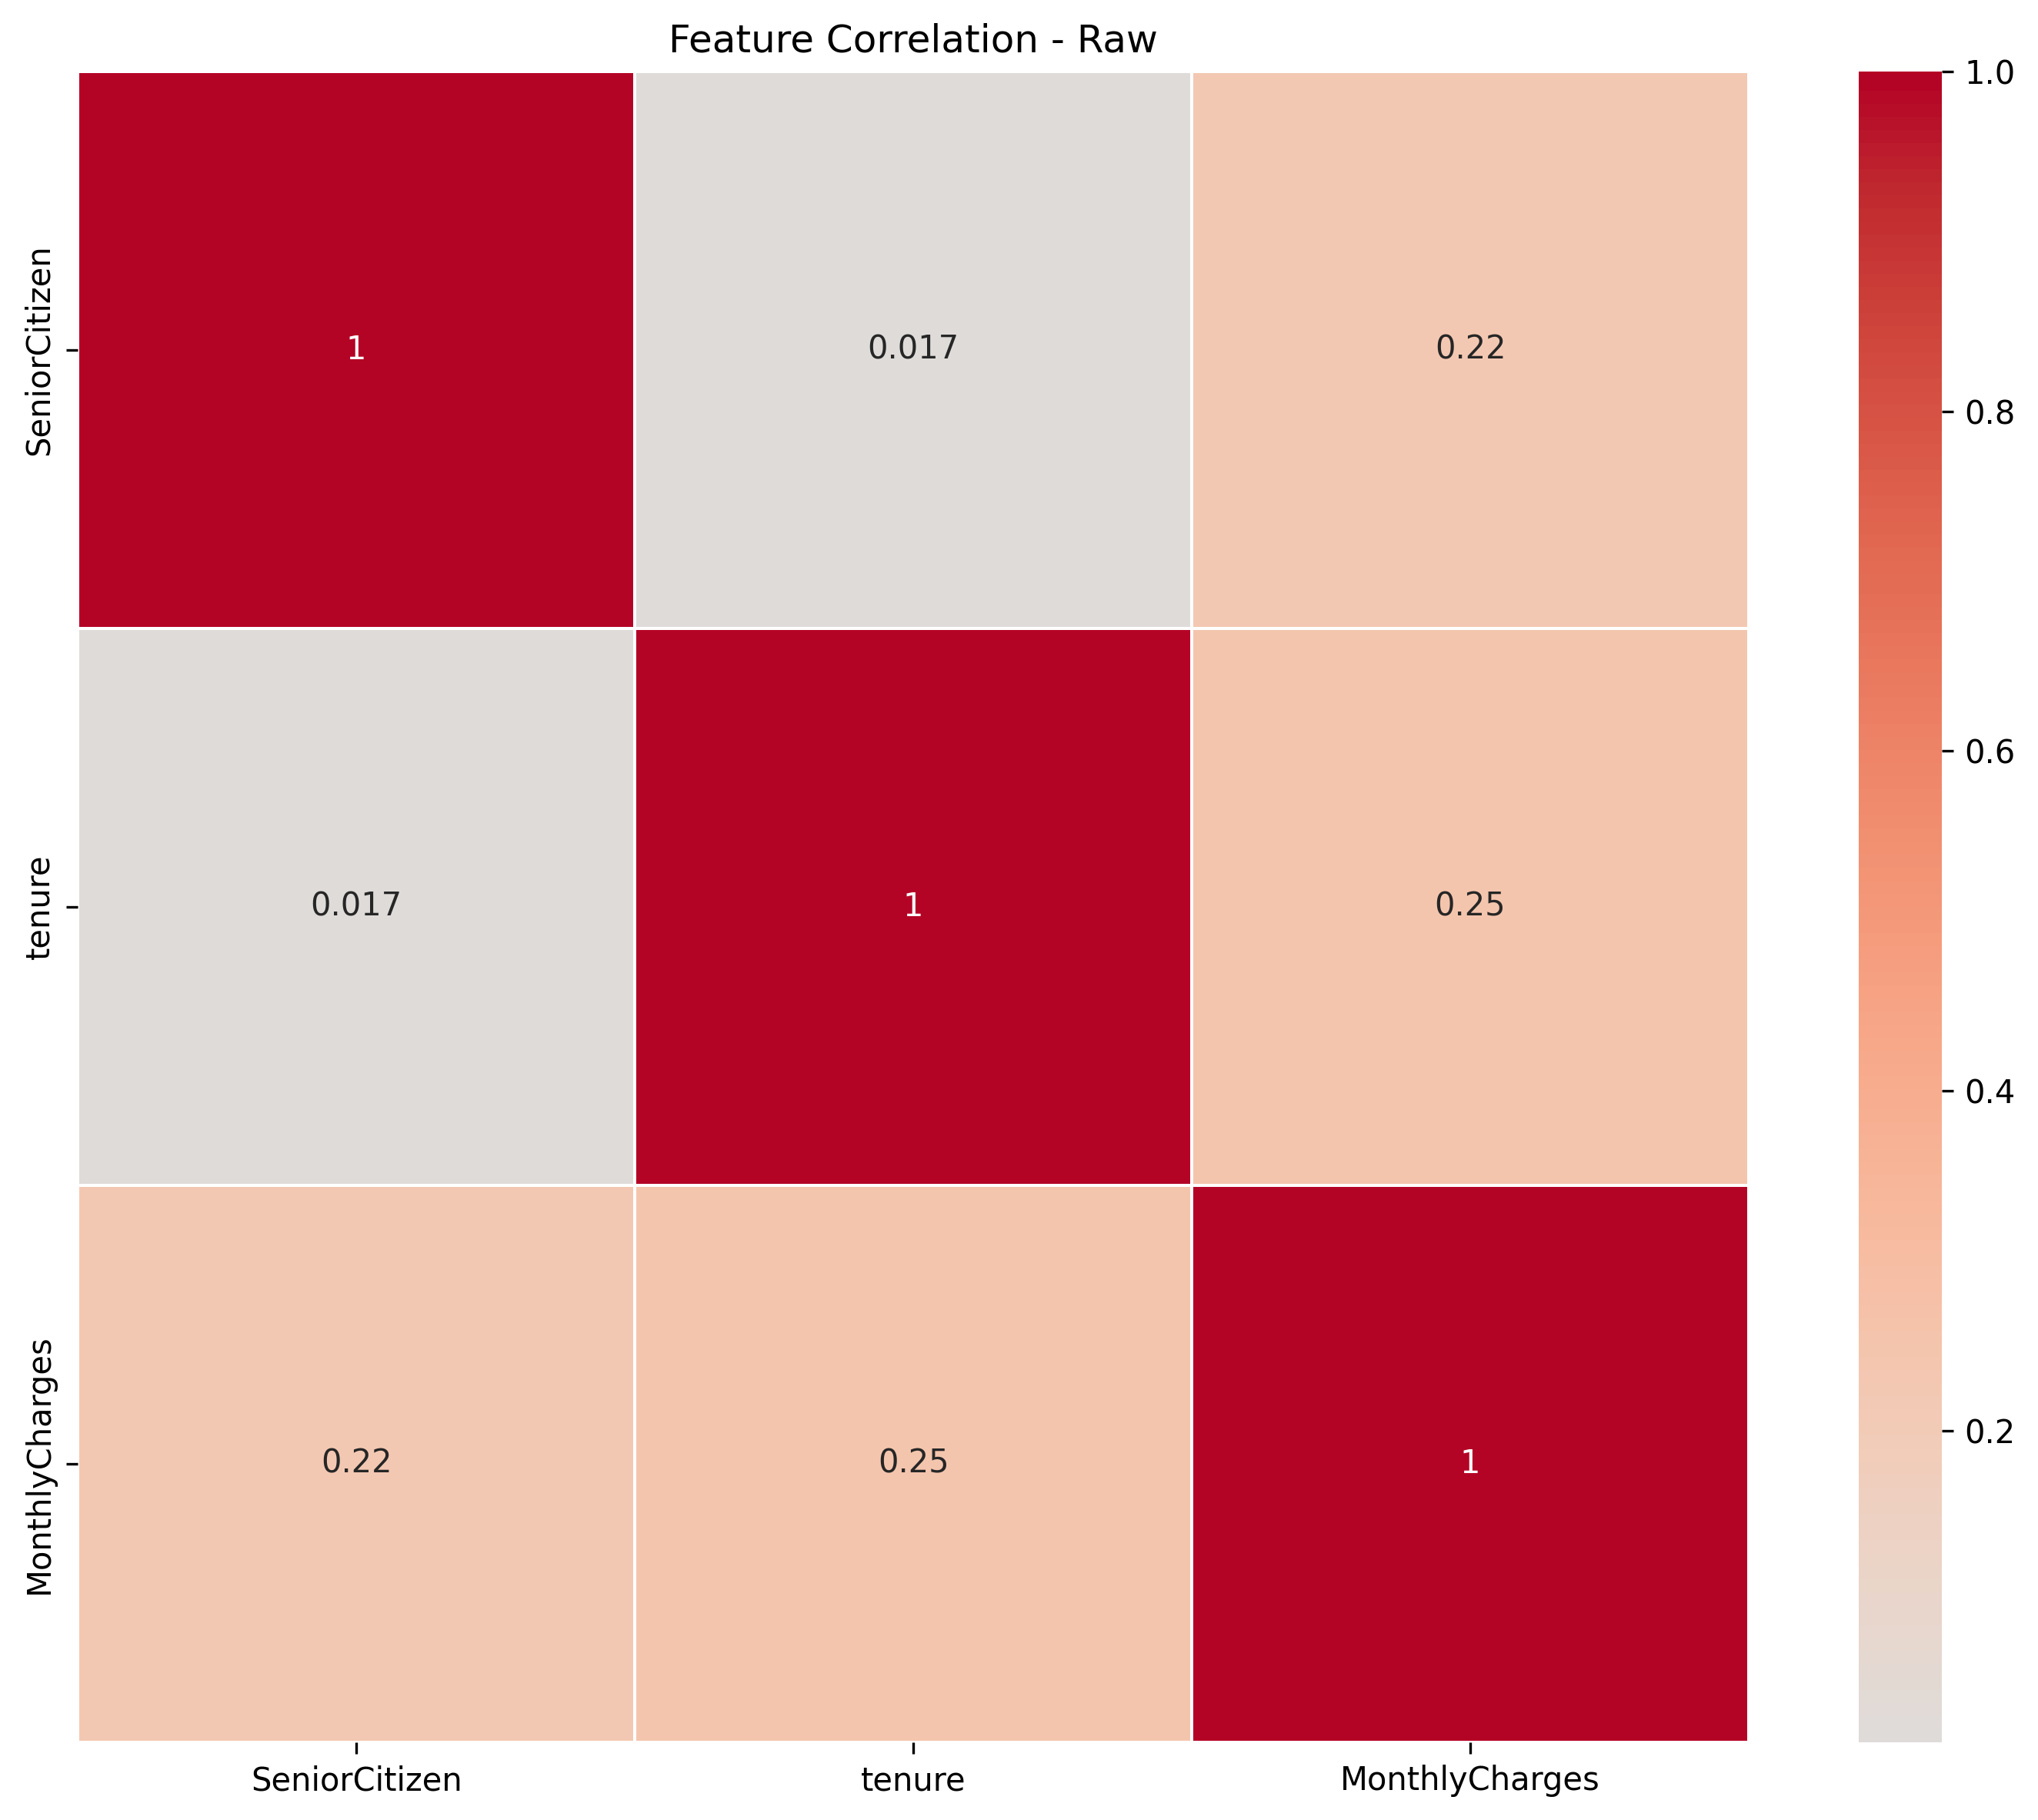 Feature Correlation - Raw
SeniorCitizen
1
0.017
0.22
tenure
0.017
1
0.25
MonthlyCharges
0.22
0.25
1
SeniorCitizen
tenure
MonthlyCharges
1.0
0.8
0.6
0.4
0.2